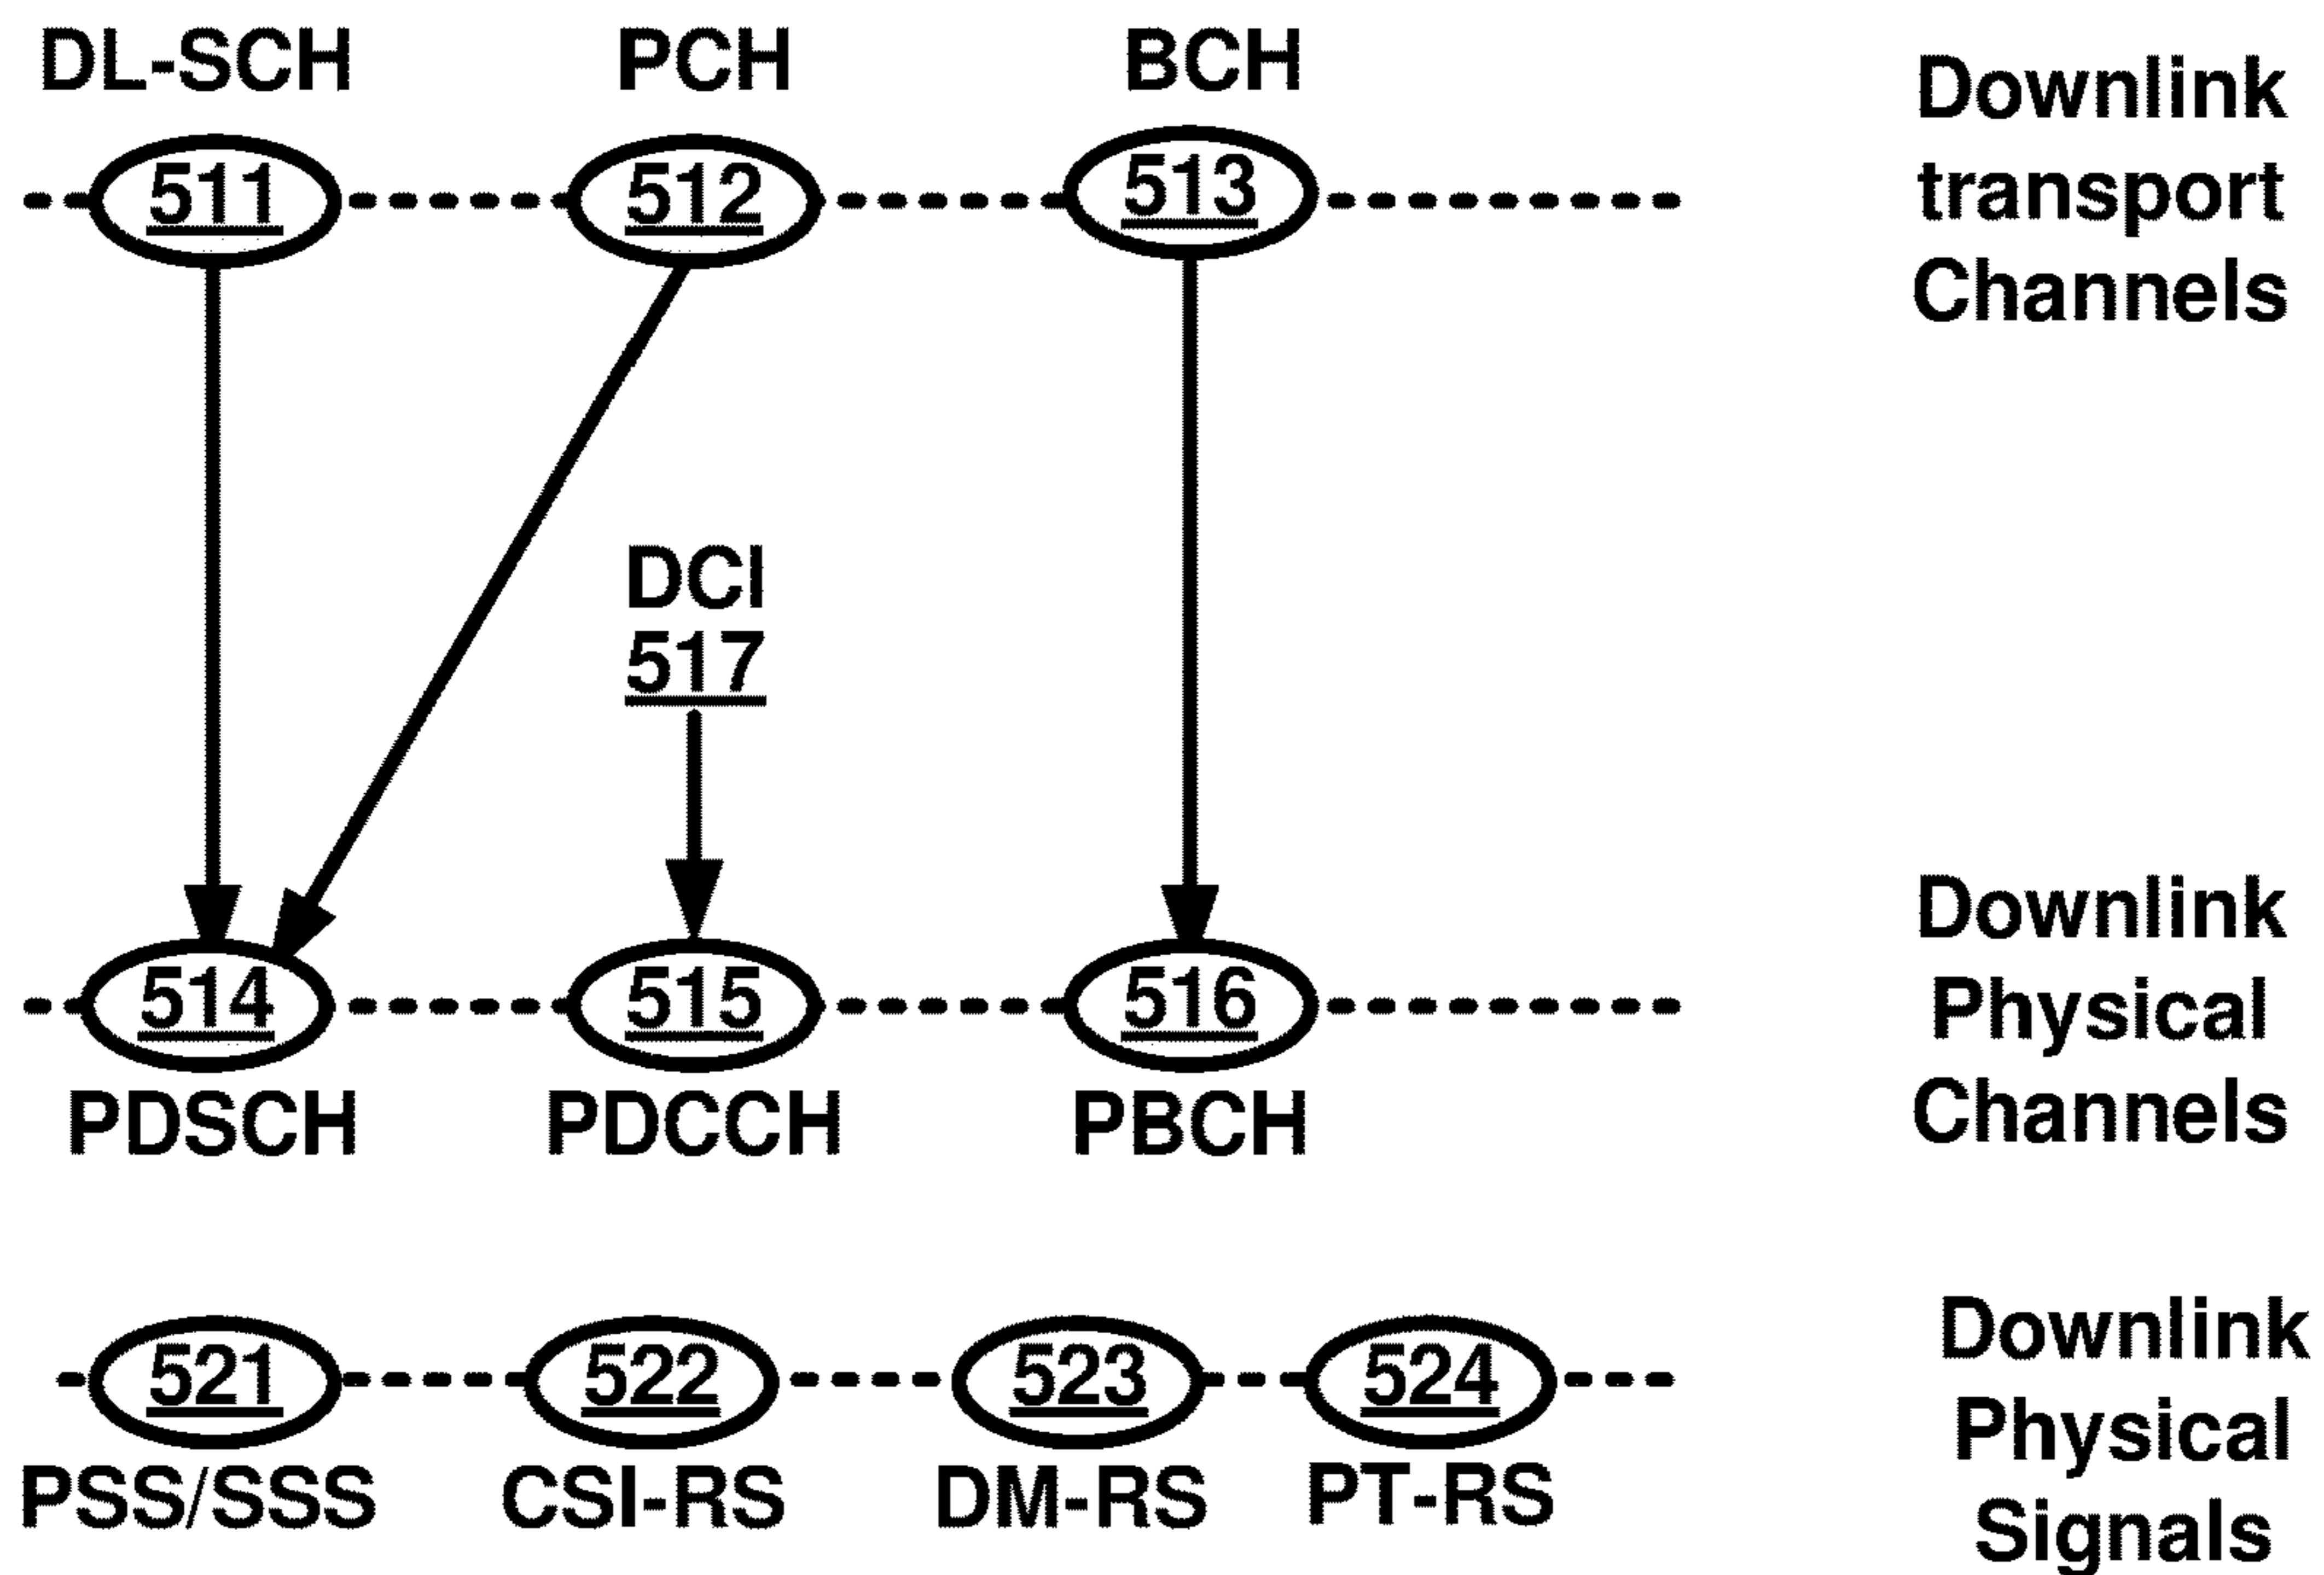 DL-SCH PCH BCH
511 512 513
Downlink
transport
Channels
DCI
517
514 515 516
PDSCH PDCCH PBCH
Downlink
Physical
Channels
521 522 523 524
PSS/SSS CSI-RS DM-RS PT-RS
Downlink
Physical
Signals